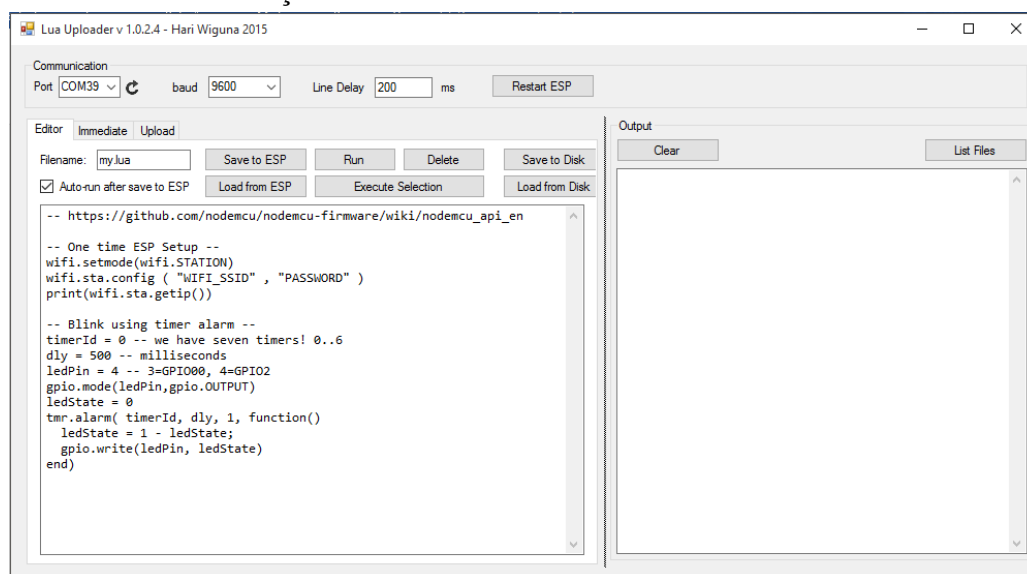 Lua Uploader v 1.0.2.4 - Hari Wiguna 2015
Communication
Port COM39 baud 9600 Line Delay 200 ms Restart ESP
Editor Immediate Upload
Filename: my.lua Save to ESP Run Delete Save to Disk
Auto-run after save to ESP Load from ESP Execute Selection Load from Disk
-- https://github.com/nodemcu/nodemcu-firmware/wiki/nodemcu_api_en
-- One time ESP Setup --
wifi.setmode(wifi.STATION)
wifi.sta.config ( "WIFI_SSID" , "PASSWORD" )
print(wifi.sta.getip())
-- Blink using timer alarm --
timerId = 0 -- we have seven timers! 0..6
dly = 500 -- milliseconds
ledPin = 4 -- 3=GPIO00, 4=GPIO2
gpio.mode(ledPin,gpio.OUTPUT)
ledState = 0
tmr.alarm( timerId, dly, 1, function()
  ledState = 1 - ledState;
  gpio.write(ledPin, ledState)
end)
Output
Clear List Files